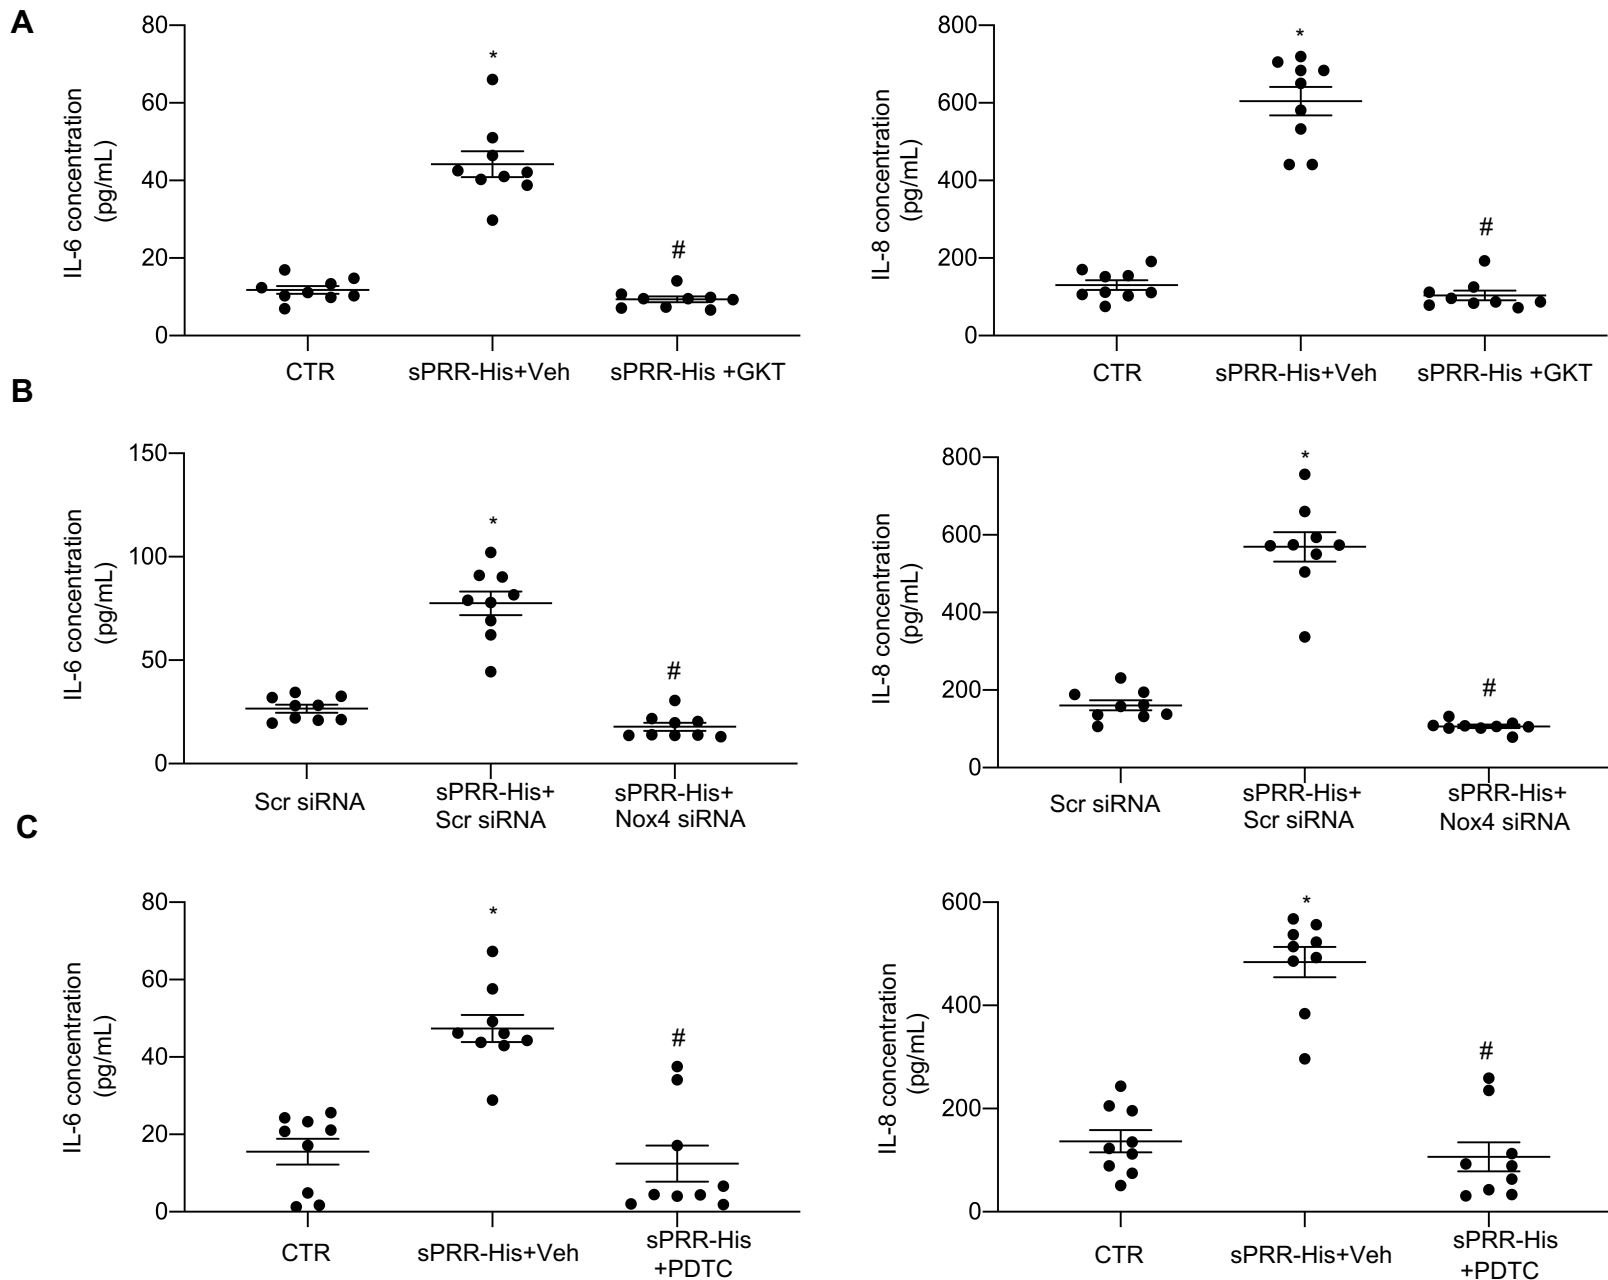 A
IL-6 concentration
(pg/mL)
80
60
40
20
0
*
#
CTR
sPRR-His+Veh
sPRR-His +GKT
IL-8 concentration
(pg/mL)
800
600
400
200
0
*
#
CTR
sPRR-His+Veh
sPRR-His +GKT
B
IL-6 concentration
(pg/mL)
150
100
50
0
*
#
Scr siRNA
sPRR-His+
Scr siRNA
sPRR-His+
Nox4 siRNA
IL-8 concentration
(pg/mL)
800
600
400
200
0
*
#
Scr siRNA
sPRR-His+
Scr siRNA
sPRR-His+
Nox4 siRNA
C
IL-6 concentration
(pg/mL)
80
60
40
20
0
*
#
CTR
sPRR-His+Veh
sPRR-His
+PDTC
IL-8 concentration
(pg/mL)
600
400
200
0
*
#
CTR
sPRR-His+Veh
sPRR-His
+PDTC